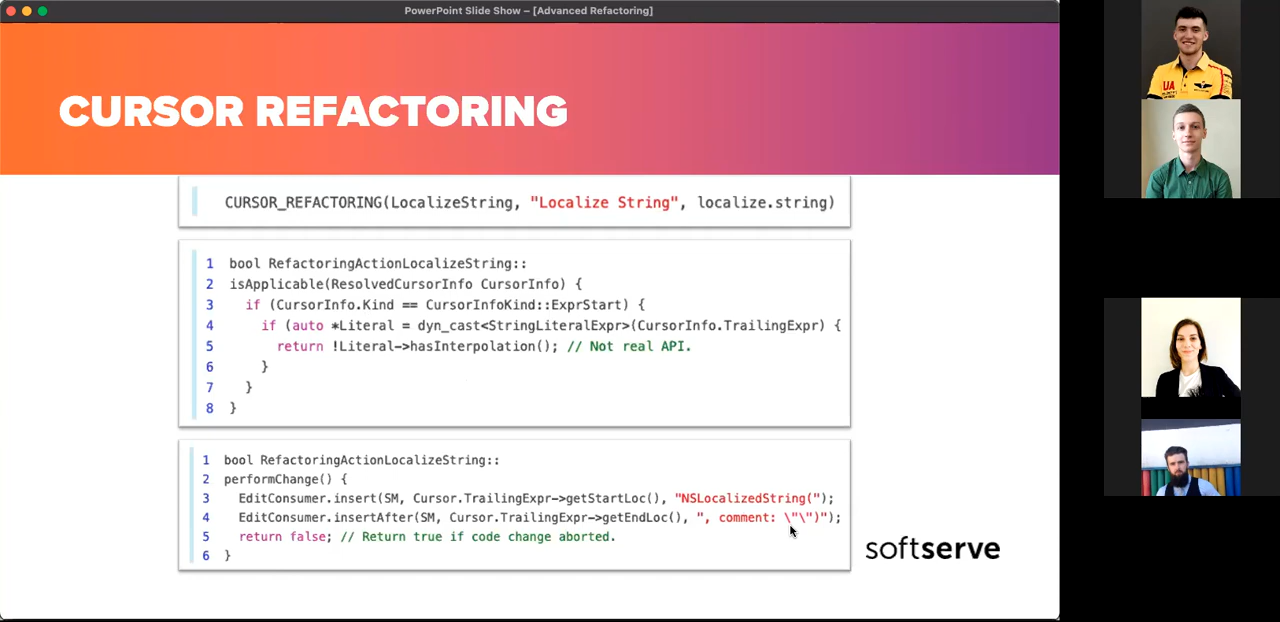 PowerPoint Slide Show – [Advanced Refactoring]
CURSOR REFACTORING
CURSOR_REFACTORING(LocalizeString, "Localize String", localize.string)
1 bool RefactoringActionLocalizeString::
2 isApplicable(ResolvedCursorInfo CursorInfo) {
3 if (CursorInfo.Kind == CursorInfoKind::ExprStart) {
4 if (auto *Literal = dyn_cast<StringLiteralExpr>(CursorInfo.TrailingExpr) {
5 return !Literal->hasInterpolation(); // Not real API.
6 }
7 }
8 }
1 bool RefactoringActionLocalizeString::
2 performChange() {
3 EditConsumer.insert(SM, Cursor.TrailingExpr->getStartLoc(), "NSLocalizedString(");
4 EditConsumer.insertAfter(SM, Cursor.TrailingExpr->getEndLoc(), ", comment: \"\")");
5 return false; // Return true if code change aborted.
6 }
softserve
UA